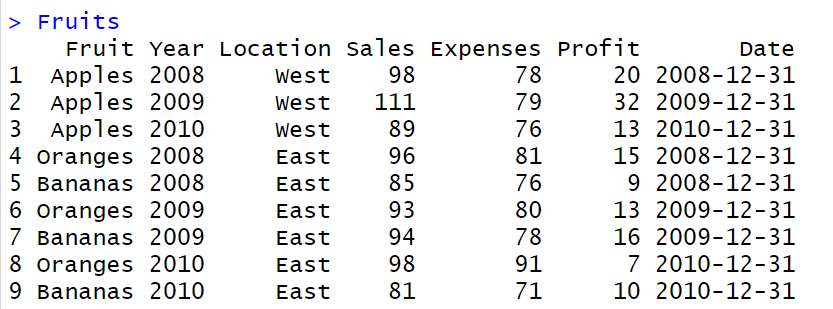 > Fruits
Fruit Year Location Sales Expenses Profit Date
1 Apples 2008 West 98 78 20 2008-12-31
2 Apples 2009 West 111 79 32 2009-12-31
3 Apples 2010 West 89 76 13 2010-12-31
4 Oranges 2008 East 96 81 15 2008-12-31
5 Bananas 2008 East 85 76 9 2008-12-31
6 Oranges 2009 East 93 80 13 2009-12-31
7 Bananas 2009 East 94 78 16 2009-12-31
8 Oranges 2010 East 98 91 7 2010-12-31
9 Bananas 2010 East 81 71 10 2010-12-31